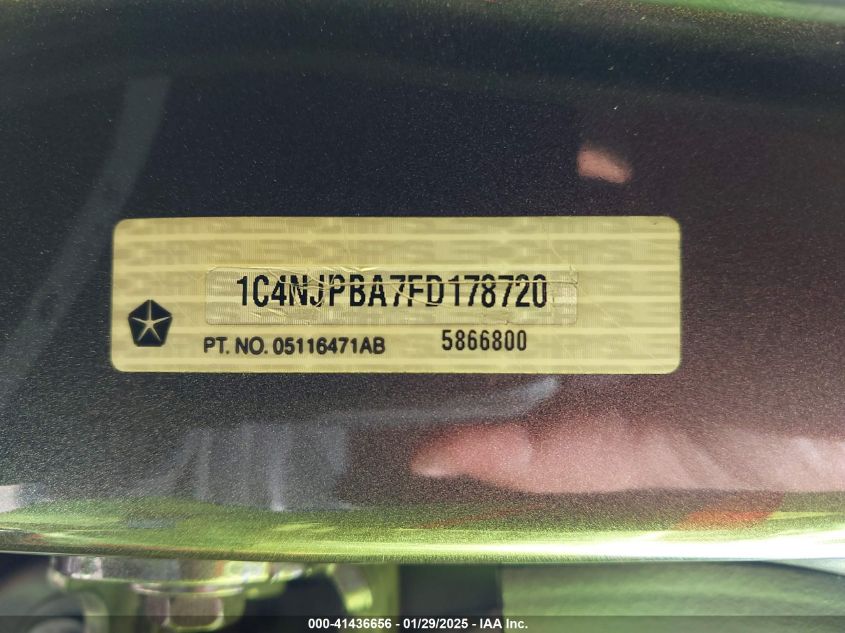 1C4NJPBA7FD178720
PT. NO. 05116471AB 5866800
000-41436656 - 01/29/2025 - IAA Inc.